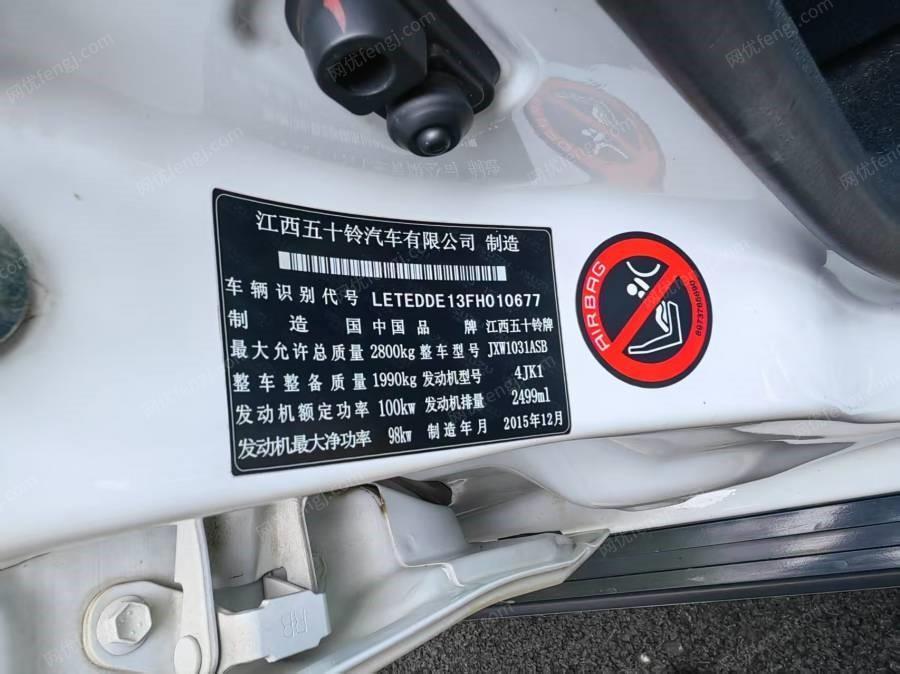 江西五十铃汽车有限公司 制造
车辆识别代号 LETEDDE13FH010677
制造国 中国 品牌 江西五十铃牌
最大允许总质量 2800kg 整车型号 JXW1031ASB
整车整备质量 1990kg 发动机型号 4JK1
发动机额定功率 100kw 发动机排量 2499ml
发动机最大净功率 98kw 制造年月 2015年12月
AIRBAG
网优fengj.com